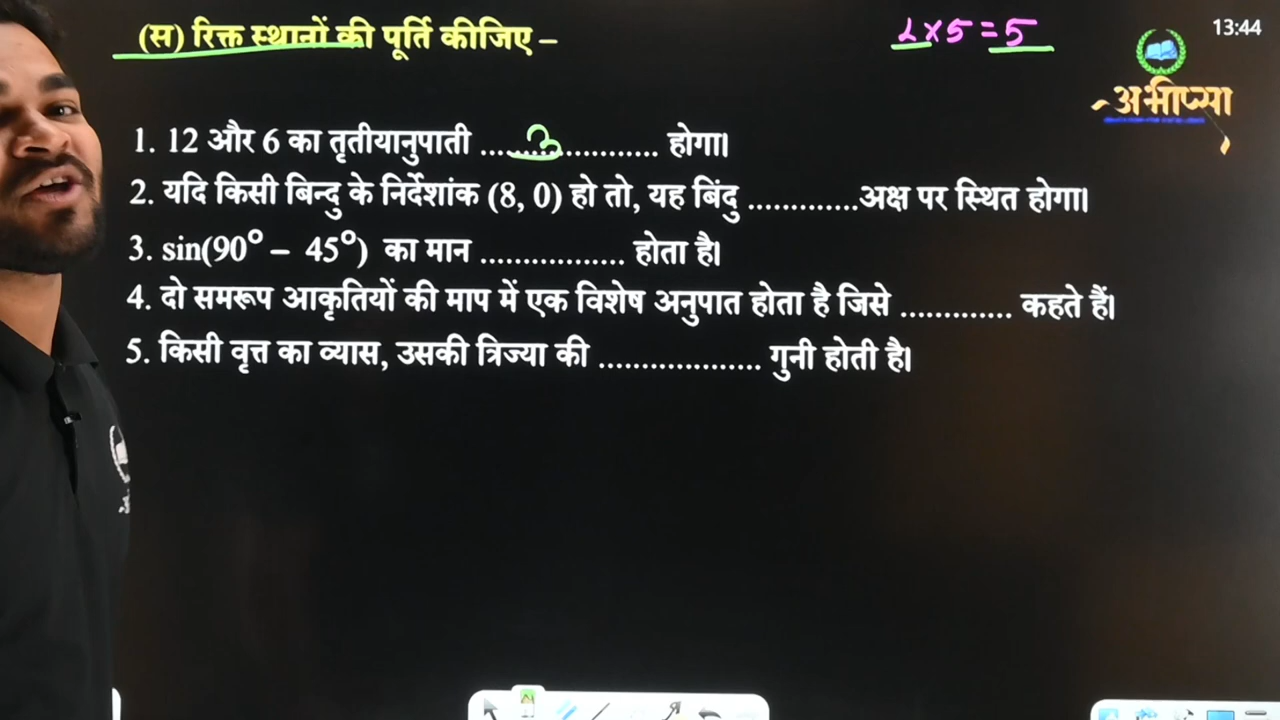 (स) रिक्त स्थानों की पूर्ति कीजिए –
1×5=5
13:44
अभीप्सा
1. 12 और 6 का तृतीयानुपाती ......3............ होगा।
2. यदि किसी बिन्दु के निर्देशांक (8, 0) हो तो, यह बिंदु .............अक्ष पर स्थित होगा।
3. sin(90° – 45°) का मान ................. होता है।
4. दो समरूप आकृतियों की माप में एक विशेष अनुपात होता है जिसे ............. कहते हैं।
5. किसी वृत्त का व्यास, उसकी त्रिज्या की ................... गुनी होती है।